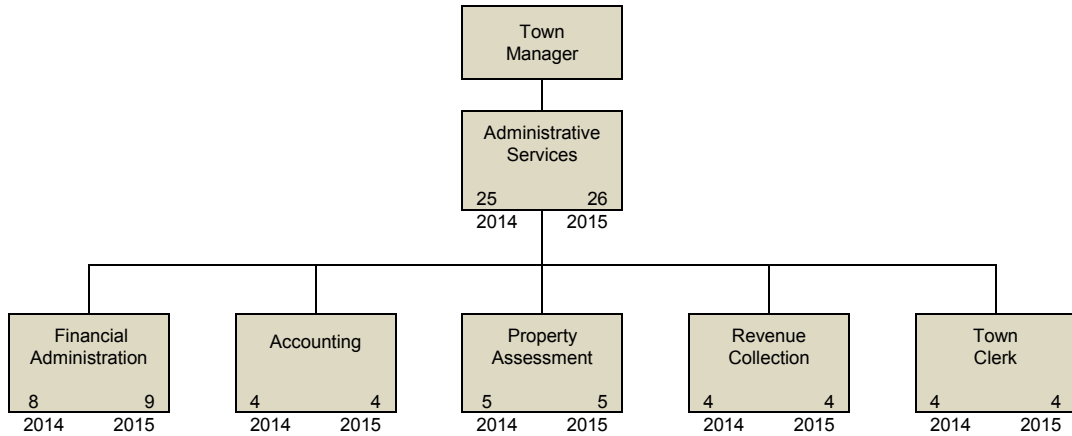 Town
Manager
Administrative
Services
25 26
2014 2015
Financial
Administration
8 9
2014 2015
Accounting
4 4
2014 2015
Property
Assessment
5 5
2014 2015
Revenue
Collection
4 4
2014 2015
Town
Clerk
4 4
2014 2015